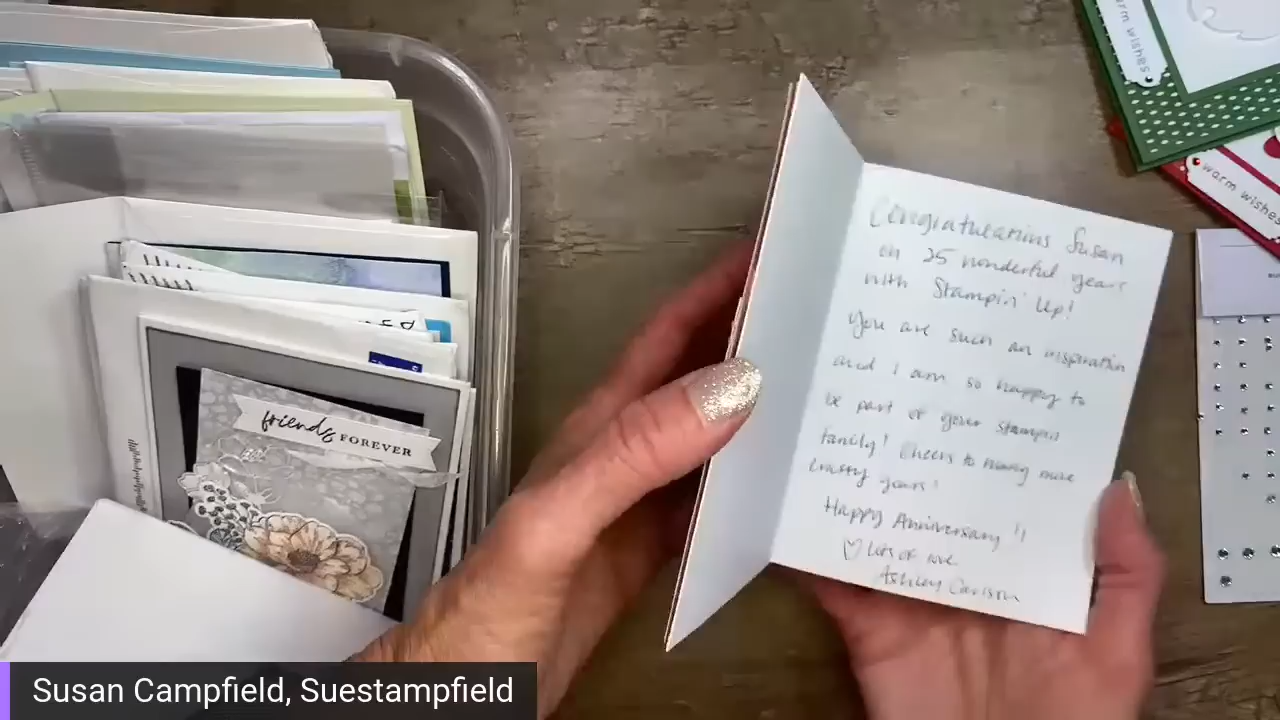 warm wishes
warm wishes
Congratulations Susan
on 25 wonderful years
with Stampin' Up!
You are such an inspiration
and I am so happy to
be part of your stampin
family! Cheers to many more
crafty years!
Happy Anniversary!!
♡ Lots of love
Ashley Carlson
friends FOREVER
Susan Campfield, Suestampfield